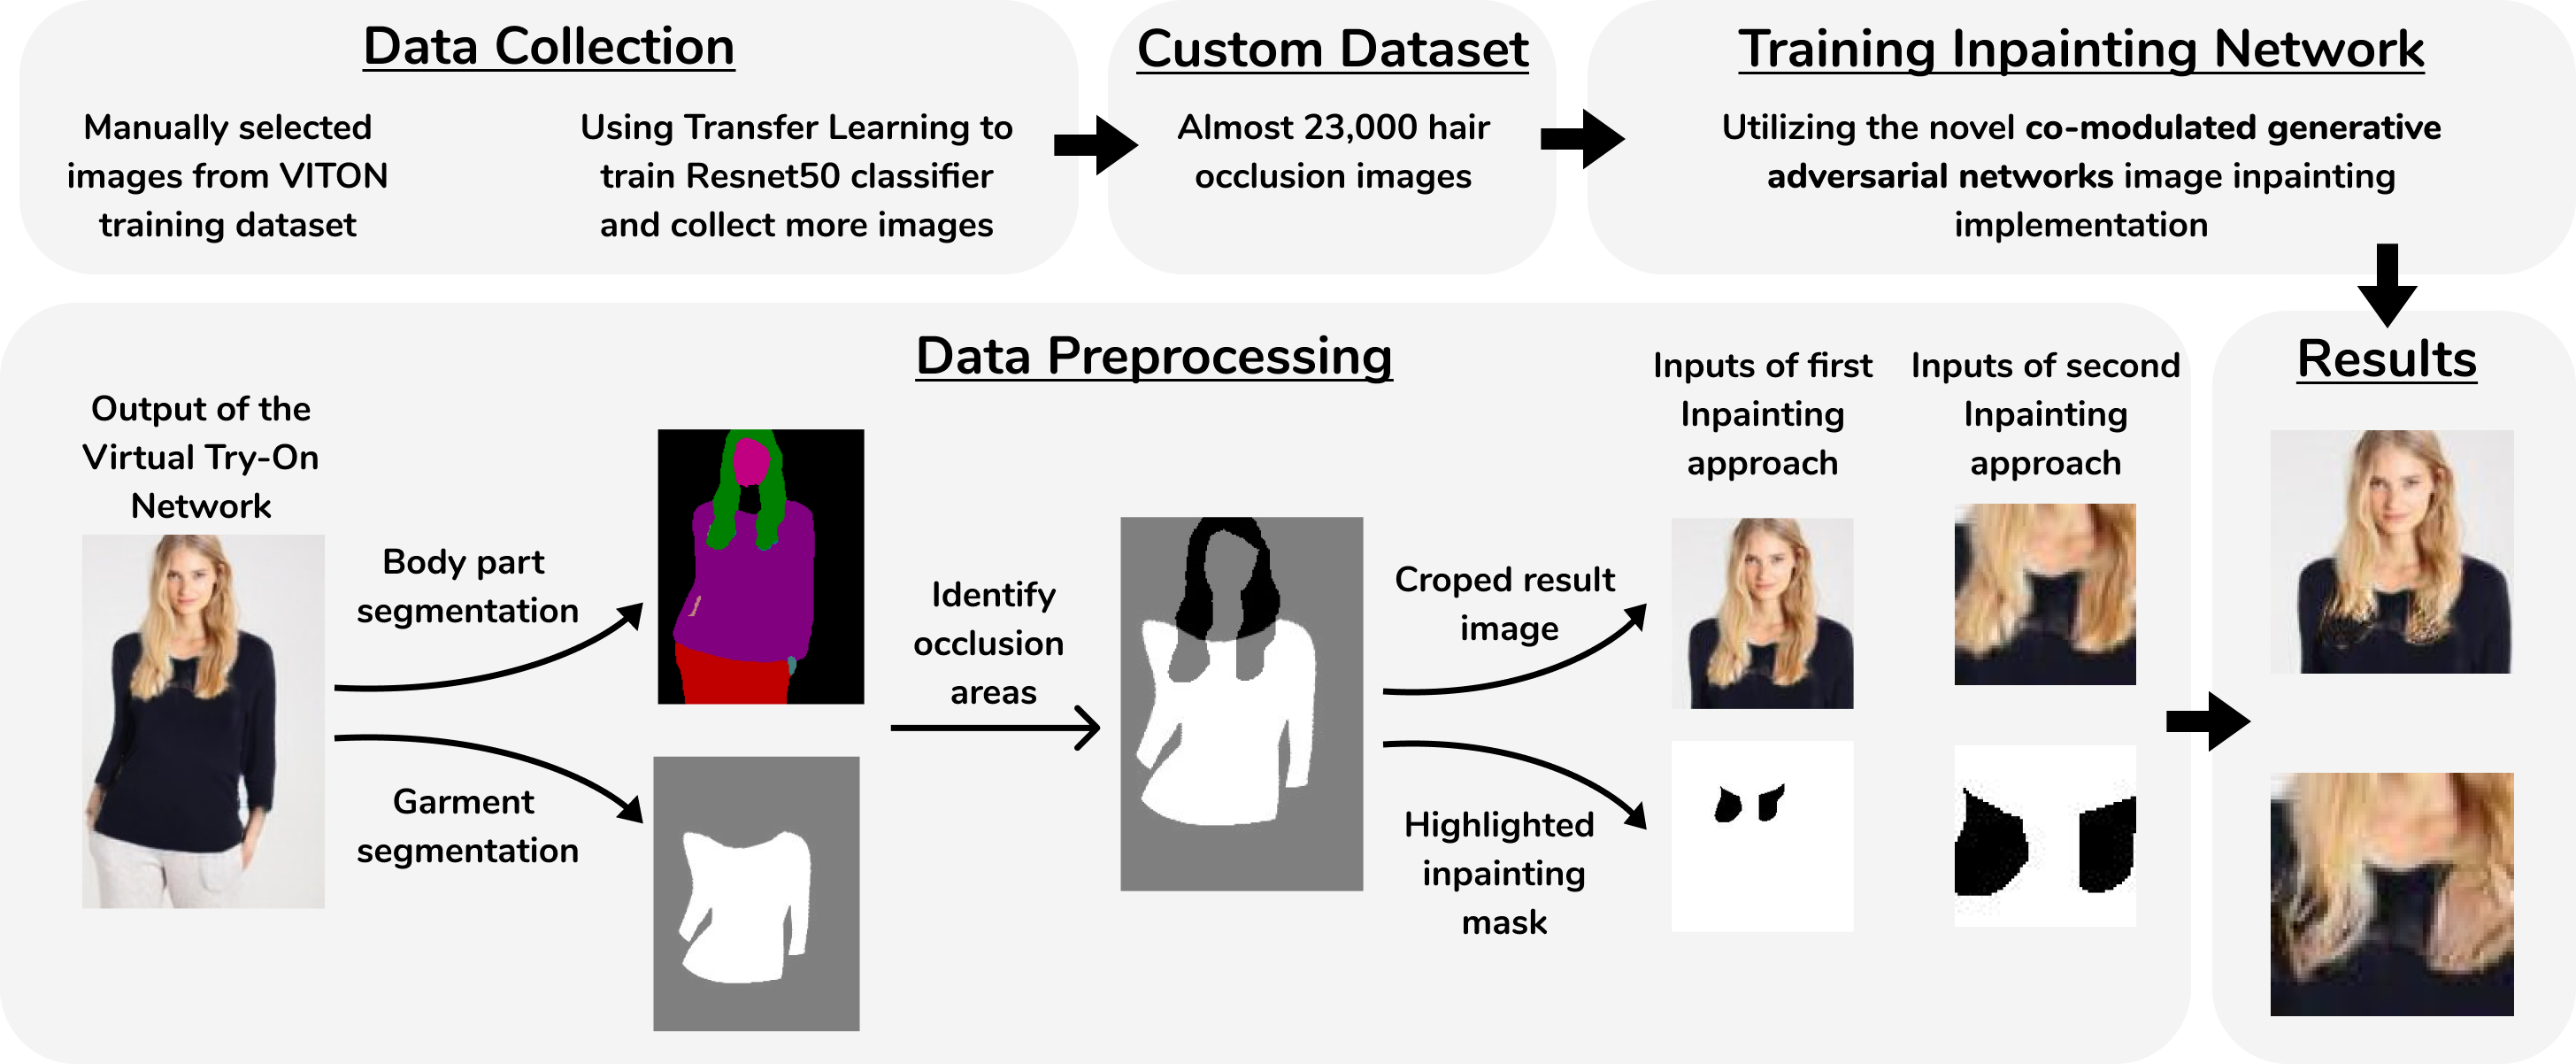 Data Collection
Manually selected
images from VITON
training dataset
Using Transfer Learning to
train Resnet50 classifier
and collect more images
Custom Dataset
Almost 23,000 hair
occlusion images
Training Inpainting Network
Utilizing the novel co-modulated generative
adversarial networks image inpainting
implementation
Data Preprocessing
Output of the
Virtual Try-On
Network
Body part
segmentation
Garment
segmentation
Identify
occlusion
areas
Croped result
image
Highlighted
inpainting
mask
Inputs of first
Inpainting
approach
Inputs of second
Inpainting
approach
Results